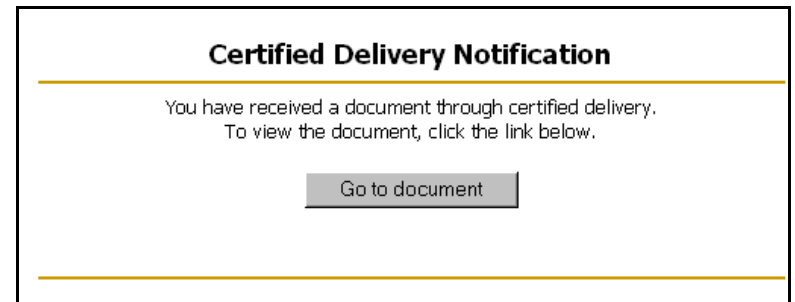 Certified Delivery Notification
You have received a document through certified delivery.
To view the document, click the link below.
Go to document